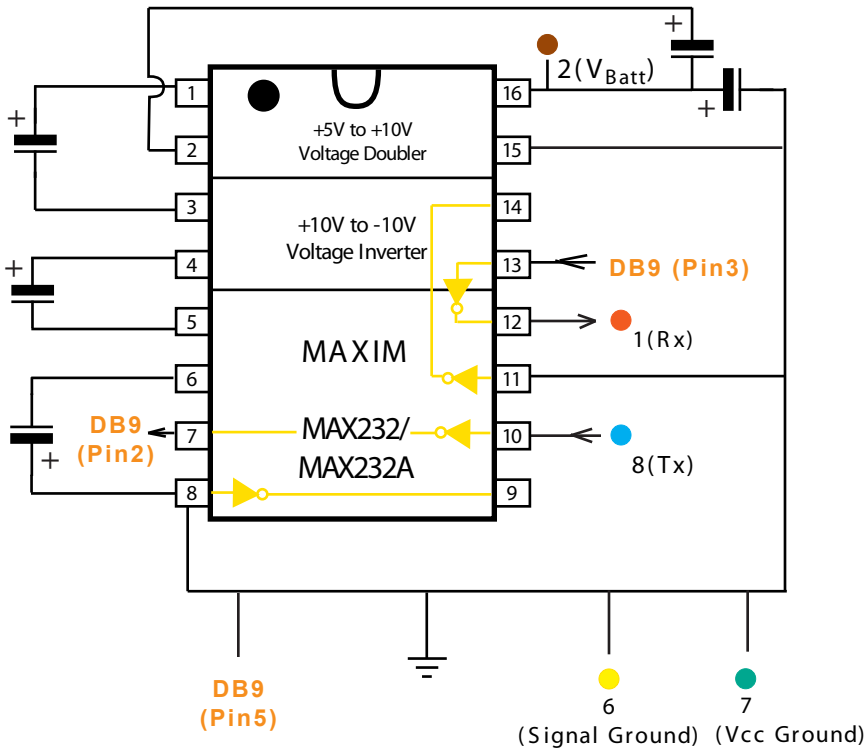 +
2(VBatt)
+
+
1
16
+5V to +10V
Voltage Doubler
2
15
3
14
+10V to -10V
Voltage Inverter
+
4
13
DB9 (Pin3)
5
12
1(Rx)
MAXIM
6
11
DB9
(Pin2)
7
MAX232/
10
+
8(Tx)
MAX232A
8
9
DB9
(Pin5)
6
(Signal Ground)
7
(Vcc Ground)